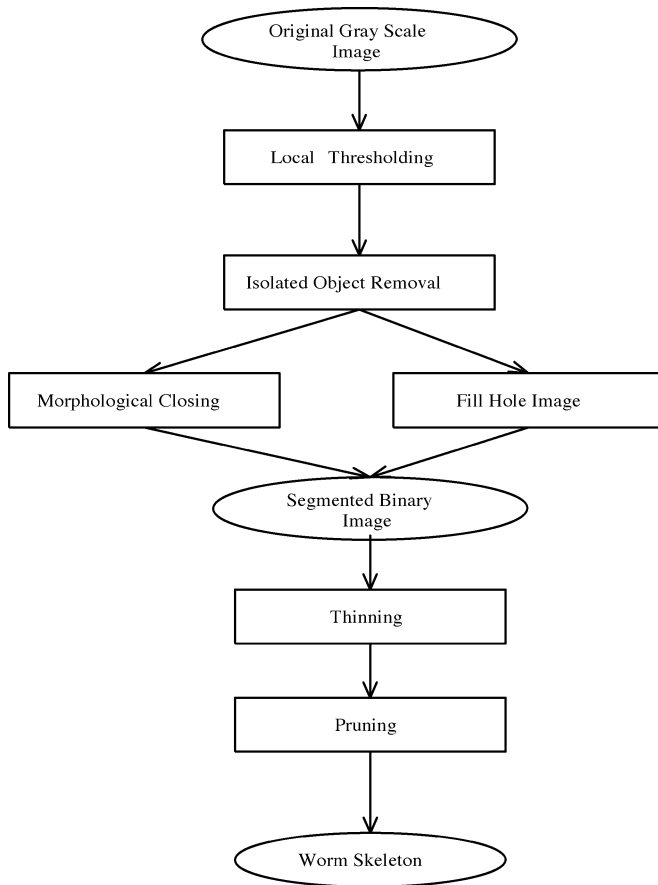 Original Gray Scale
Image
Local Thresholding
Isolated Object Removal
Morphological Closing
Fill Hole Image
Segmented Binary
Image
Thinning
Pruning
Worm Skeleton